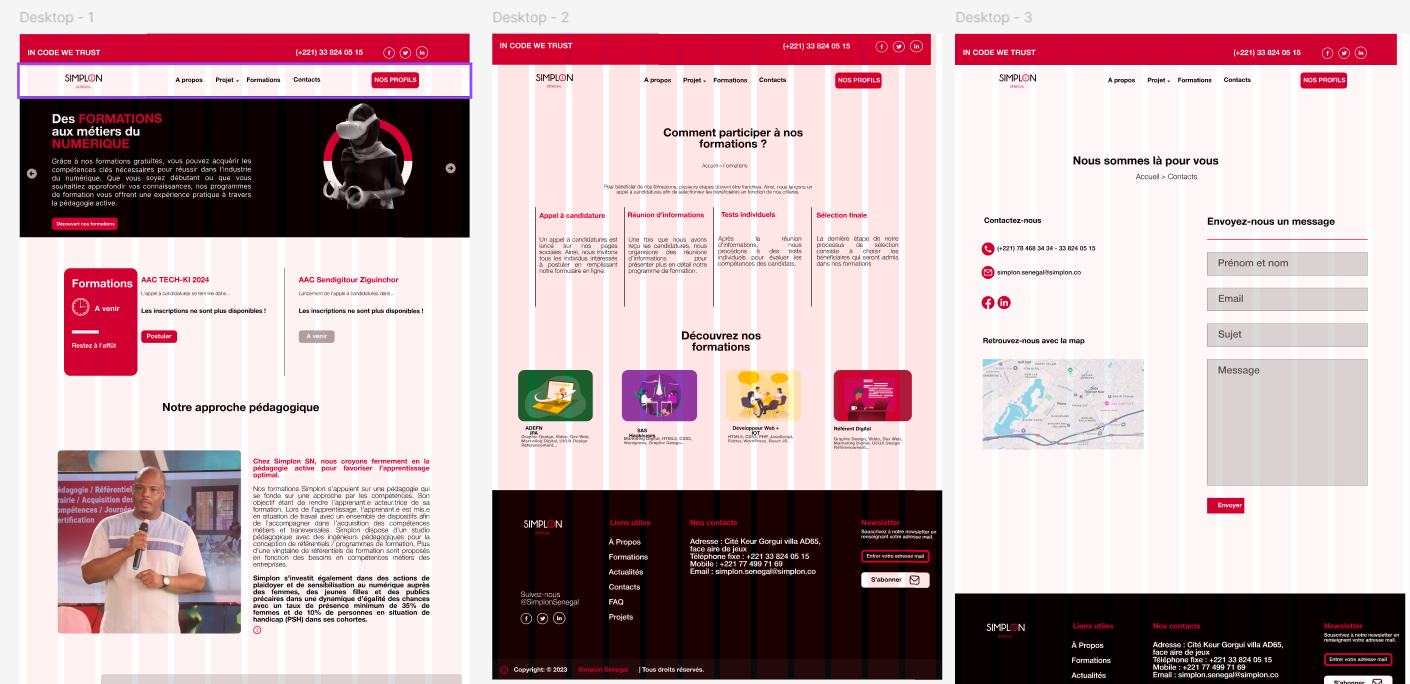 Desktop - 1
IN CODE WE TRUST
(+221) 33 824 05 15
SIMPLON
SENEGAL
A propos
Projet
Formations
Contacts
NOS PROFILS
Des FORMATIONS
aux métiers du
NUMÉRIQUE
Grâce à nos formations gratuites, vous pouvez acquérir les
compétences clés nécessaires pour réussir dans l'industrie
du numérique. Que vous soyez débutant ou que vous
souhaitiez approfondir vos connaissances, nos programmes
de formation vous offrent une expérience pratique à travers
la pédagogie active.
Découvert nos formations
Formations
A venir
Restez à l'affût
AAC TECH-KI 2024
L'appel à candidatures se termine dans...
Les inscriptions ne sont plus disponibles !
Postuler
AAC Sendigitour Ziguinchor
Lancement de l'appel à candidatures dans...
Les inscriptions ne sont plus disponibles !
A venir
Notre approche pédagogique
édagogie / Référentiel
rairie / Acquisition des
ompétences / Journée
ertification
Chez Simplon SN, nous croyons fermement en la
pédagogie active pour favoriser l'apprentissage
optimal.
Nos formations Simplon s'appuient sur une pédagogie qui
se fonde sur une approche par les compétences. Son
objectif étant de rendre l'apprenant.e acteur.trice de sa
formation. Lors de l'apprentissage, l'apprenant.e est mis.e
en situation de travail avec un ensemble de dispositifs afin
de l'accompagner dans l'acquisition des compétences
métiers et transversales. Simplon dispose d'un studio
pédagogique avec des ingénieurs pédagogiques pour la
conception de référentiels / programmes de formation. Plus
d'une vingtaine de référentiels de formation sont proposés
en fonction des besoins en compétences métiers des
entreprises.
Simplon s'investit également dans des actions de
plaidoyer et de sensibilisation au numérique auprès
des femmes, des jeunes filles et des publics
précaires dans une dynamique d'égalité des chances
avec un taux de présence minimum de 35% de
femmes et de 10% de personnes en situation de
handicap (PSH) dans ses cohortes.
Desktop - 2
IN CODE WE TRUST
(+221) 33 824 05 15
SIMPLON
SENEGAL
A propos
Projet
Formations
Contacts
NOS PROFILS
Comment participer à nos
formations ?
Accueil > Formations
Pour bénéficier de nos formations, plusieurs étapes doivent être franchies. Ainsi, nous lançons un
appel à candidatures afin de sélectionner les bénéficiaires en fonction de nos critères.
Appel à candidature
Un appel à candidatures est
lancé sur nos pages
sociales. Ainsi, nous invitons
tous les individus intéressés
à postuler en remplissant
notre formulaire en ligne.
Réunion d'informations
Une fois que nous avons
reçu les candidatures, nous
organisons des réunions
d'informations pour
présenter plus en détail notre
programme de formation.
Tests individuels
Après la réunion
d'informations, nous
procédons à des tests
individuels pour évaluer les
compétences des candidats.
Sélection finale
La dernière étape de notre
processus de sélection
consiste à choisir les
bénéficiaires qui seront admis
dans nos formations
Découvrez nos
formations
ADEFN
IPA
Graphic Design, Vidéo, Dev Web,
Marketing Digital, UI/UX Design
Référencement...
SAS
Hackeuses
Marketing Digital, HTML5, CSS3,
Wordpress, Graphic Design...
Développeur Web +
IOT
HTML5, CSS3, PHP, JavaScript,
Flutter, WordPress, React JS...
Référent Digital
Graphic Design, Vidéo, Dev Web,
Marketing Digital, UI/UX Design
Référencement...
SIMPLON
SENEGAL
Suivez-nous
@SimplonSenegal
Liens utiles
À Propos
Formations
Actualités
Contacts
FAQ
Projets
Nos contacts
Adresse : Cité Keur Gorgui villa AD65,
face aire de jeux
Téléphone fixe : +221 33 824 05 15
Mobile : +221 77 499 71 69
Email : simplon.senegal@simplon.co
Newsletter
Souscrivez à notre newsletter en
renseignant votre adresse mail.
Entrer votre adresse mail
S'abonner
Copyright: © 2023 Simplon Sénégal | Tous droits réservés.
Desktop - 3
IN CODE WE TRUST
(+221) 33 824 05 15
SIMPLON
SENEGAL
A propos
Projet
Formations
Contacts
NOS PROFILS
Nous sommes là pour vous
Accueil > Contacts
Contactez-nous
(+221) 78 468 34 34 - 33 824 05 15
simplon.senegal@simplon.co
Retrouvez-nous avec la map
Envoyez-nous un message
Prénom et nom
Email
Sujet
Message
Envoyer
SIMPLON
SENEGAL
Liens utiles
À Propos
Formations
Actualités
Nos contacts
Adresse : Cité Keur Gorgui villa AD65,
face aire de jeux
Téléphone fixe : +221 33 824 05 15
Mobile : +221 77 499 71 69
Email : simplon.senegal@simplon.co
Newsletter
Souscrivez à notre newsletter en
renseignant votre adresse mail.
Entrer votre adresse mail
S'abonner